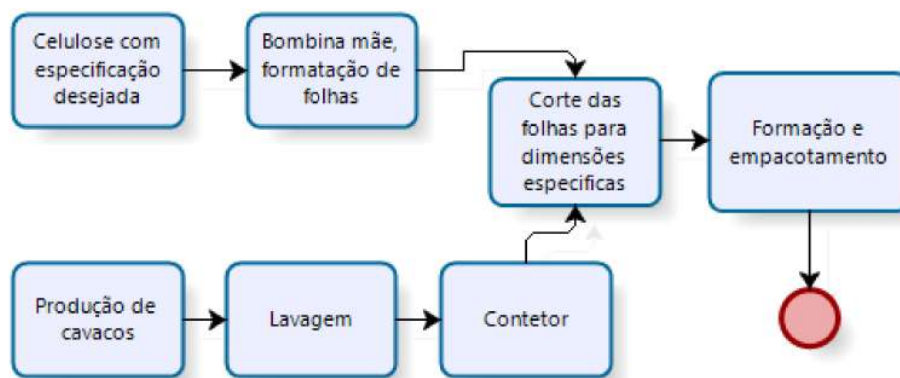 Celulose com
especificação
desejada
Bombina mãe,
formatação de
folhas
Corte das
folhas para
dimensões
especificas
Formação e
empacotamento
Produção de
cavacos
Lavagem
Contetor